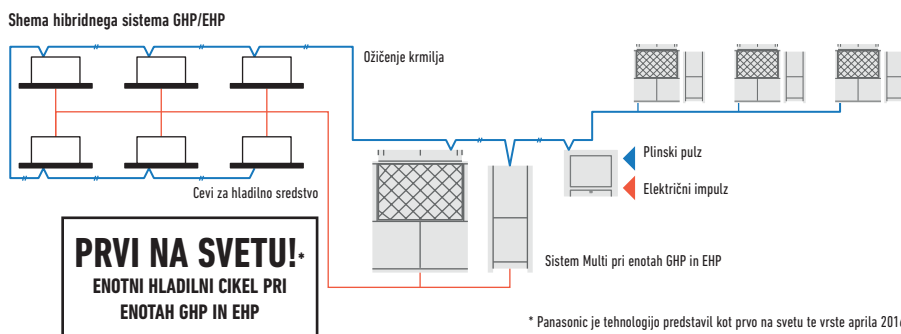 Shema hibridnega sistema GHP/EHP
Ožičenje krmilja
Plinski pulz
Električni impulz
Cevi za hladilno sredstvo
PRVI NA SVETU!*
ENOTNI HLADILNI CIKEL PRI
ENOTAH GHP IN EHP
Sistem Multi pri enotah GHP in EHP
* Panasonic je tehnologijo predstavil kot prvo na svetu te vrste aprila